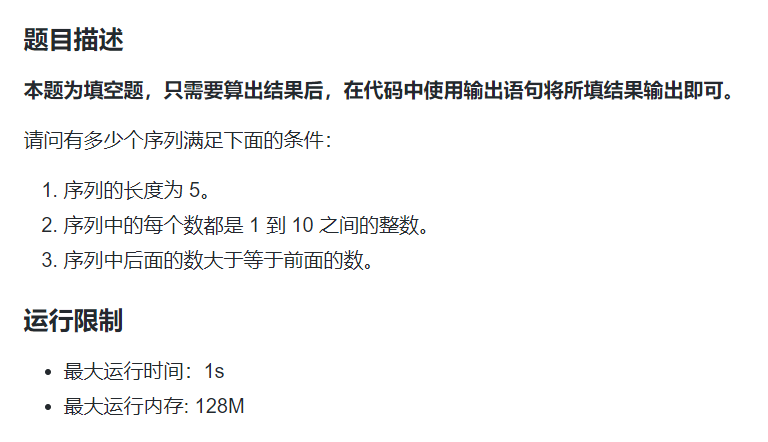 题目描述
本题为填空题，只需要算出结果后，在代码中使用输出语句将所填结果输出即可。
请问有多少个序列满足下面的条件：
1. 序列的长度为 5。
2. 序列中的每个数都是 1 到 10 之间的整数。
3. 序列中后面的数大于等于前面的数。
运行限制
• 最大运行时间：1s
• 最大运行内存: 128M